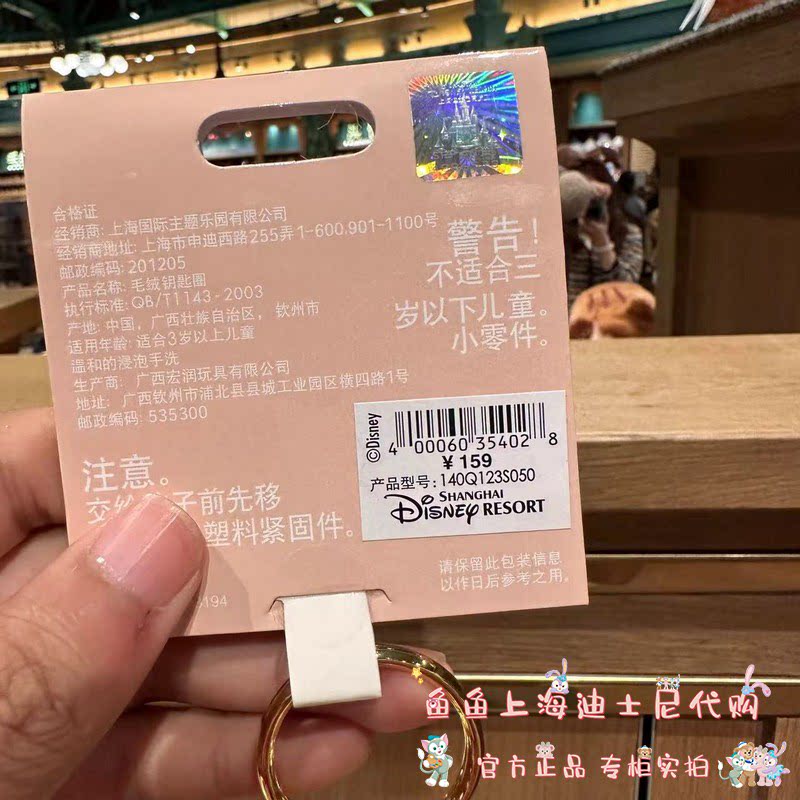 合格证
经销商: 上海国际主题乐园有限公司
经销商地址: 上海市申迪西路255弄1-600.901-1100号
邮政编码: 201205
产品名称: 毛绒钥匙圈
执行标准: QB/T1143-2003
产地: 中国, 广西壮族自治区, 钦州市
适用年龄: 适合3岁以上儿童
温和的浸泡手洗
生产商: 广西宏润玩具有限公司
地址: 广西钦州市浦北县县城工业园区横四路1号
邮政编码: 535300
警告!
不适合三
岁以下儿童。
小零件。
注意。
交给 子前先移
塑料紧固件。
194
©Disney
4 00060 35402 8
¥ 159
产品型号: 140Q123S050
SHANGHAI
Disney RESORT
请保留此包装信息
以作日后参考之用。
鱼鱼上海迪士尼代购
官方正品 专柜实拍